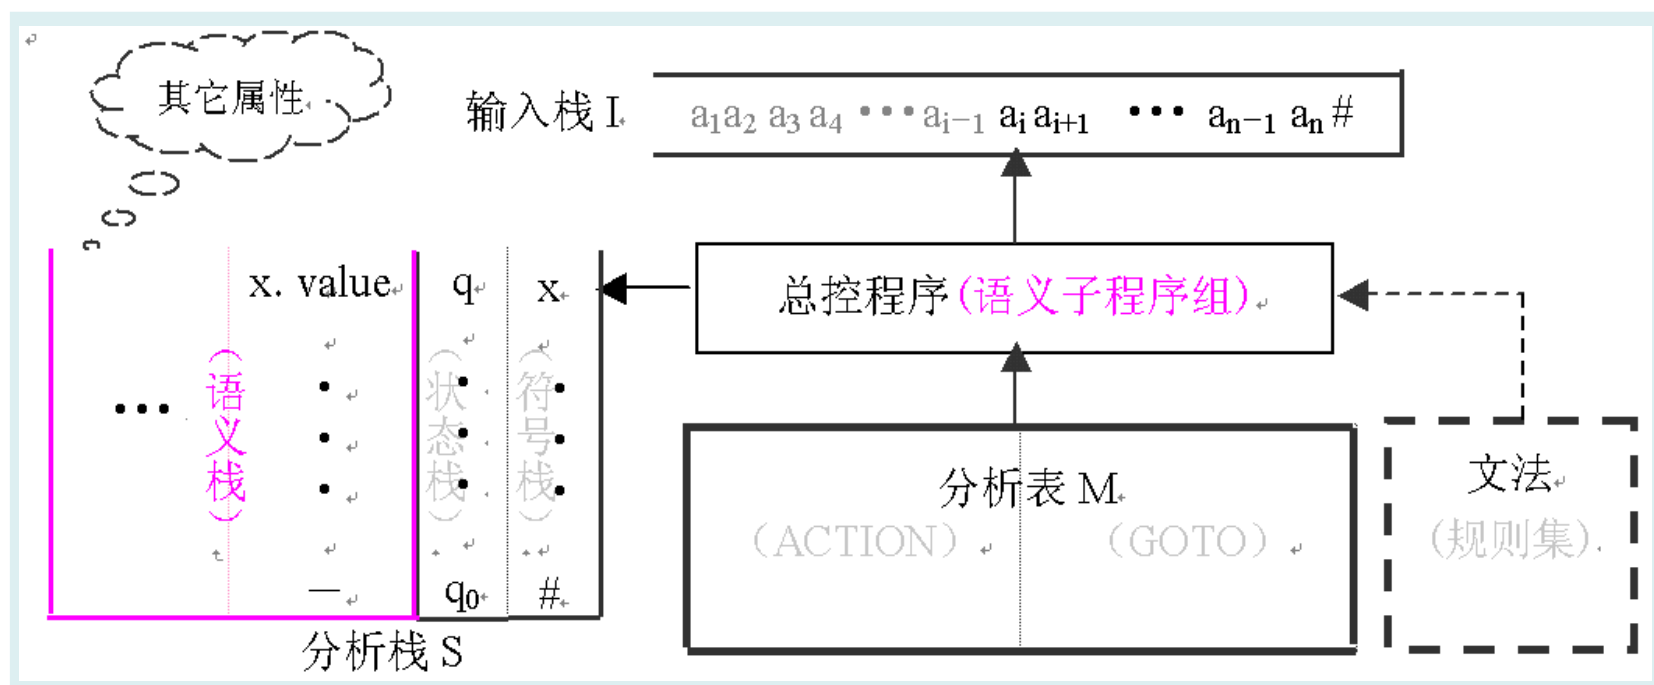 其它属性
输入栈 I
a₁a₂ a₃ a₄ ••• aᵢ₋₁ aᵢ aᵢ₊₁ ••• aₙ₋₁ aₙ #
x. value
q
x
总控程序(语义子程序组)
•••
(语义栈)
(状态栈)
(符号栈)
分析表 M
(ACTION)
(GOTO)
文法
(规则集)
—
q₀
#
分析栈 S